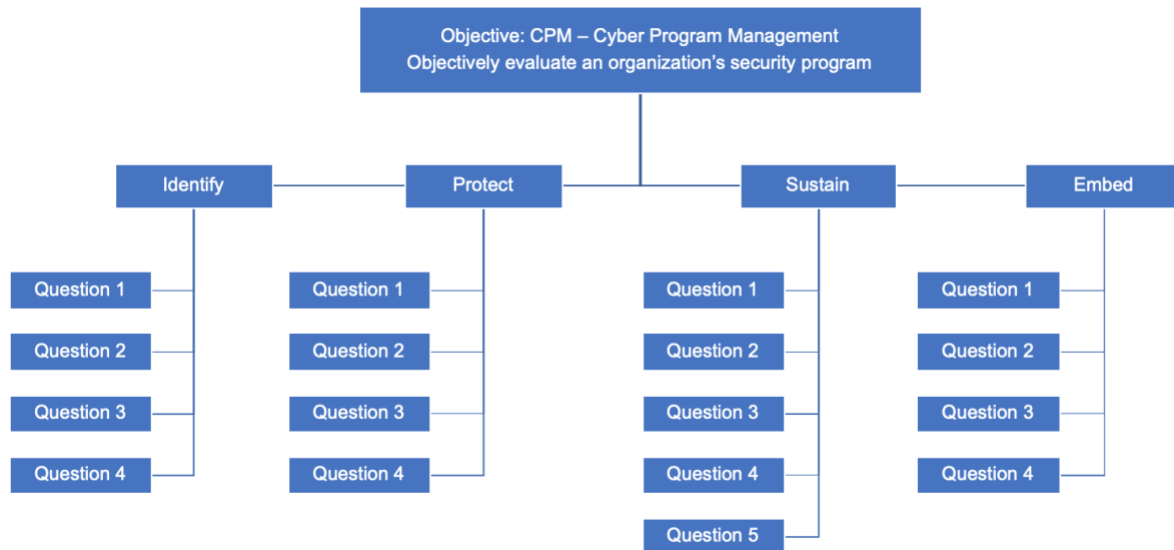 Objective: CPM – Cyber Program Management
Objectively evaluate an organization's security program
Identify
Protect
Sustain
Embed
Question 1
Question 1
Question 1
Question 1
Question 2
Question 2
Question 2
Question 2
Question 3
Question 3
Question 3
Question 3
Question 4
Question 4
Question 4
Question 4
Question 5